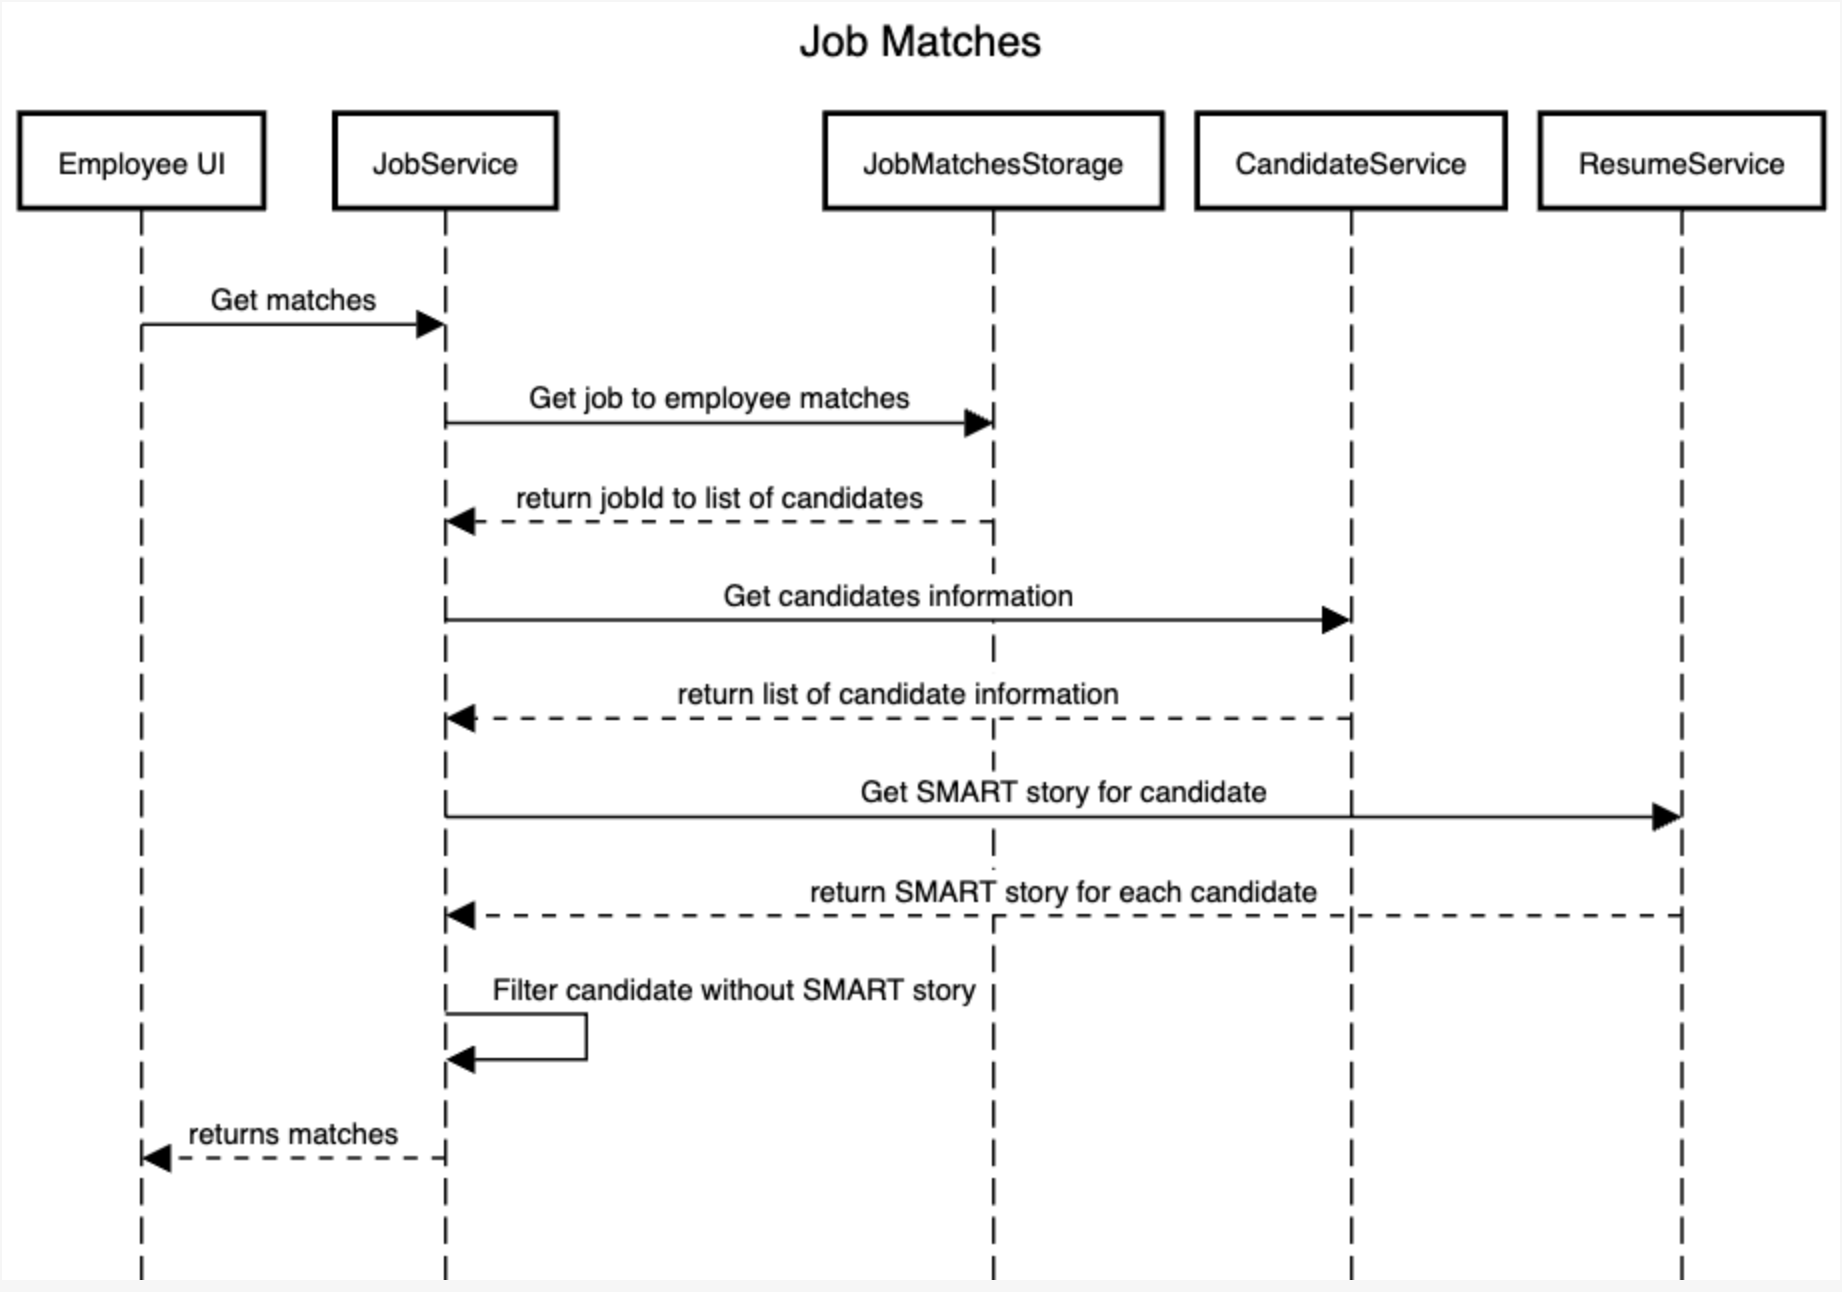 Job Matches
Employee UI
JobService
JobMatchesStorage
CandidateService
ResumeService
Get matches
Get job to employee matches
return jobId to list of candidates
Get candidates information
return list of candidate information
Get SMART story for candidate
return SMART story for each candidate
Filter candidate without SMART story
returns matches